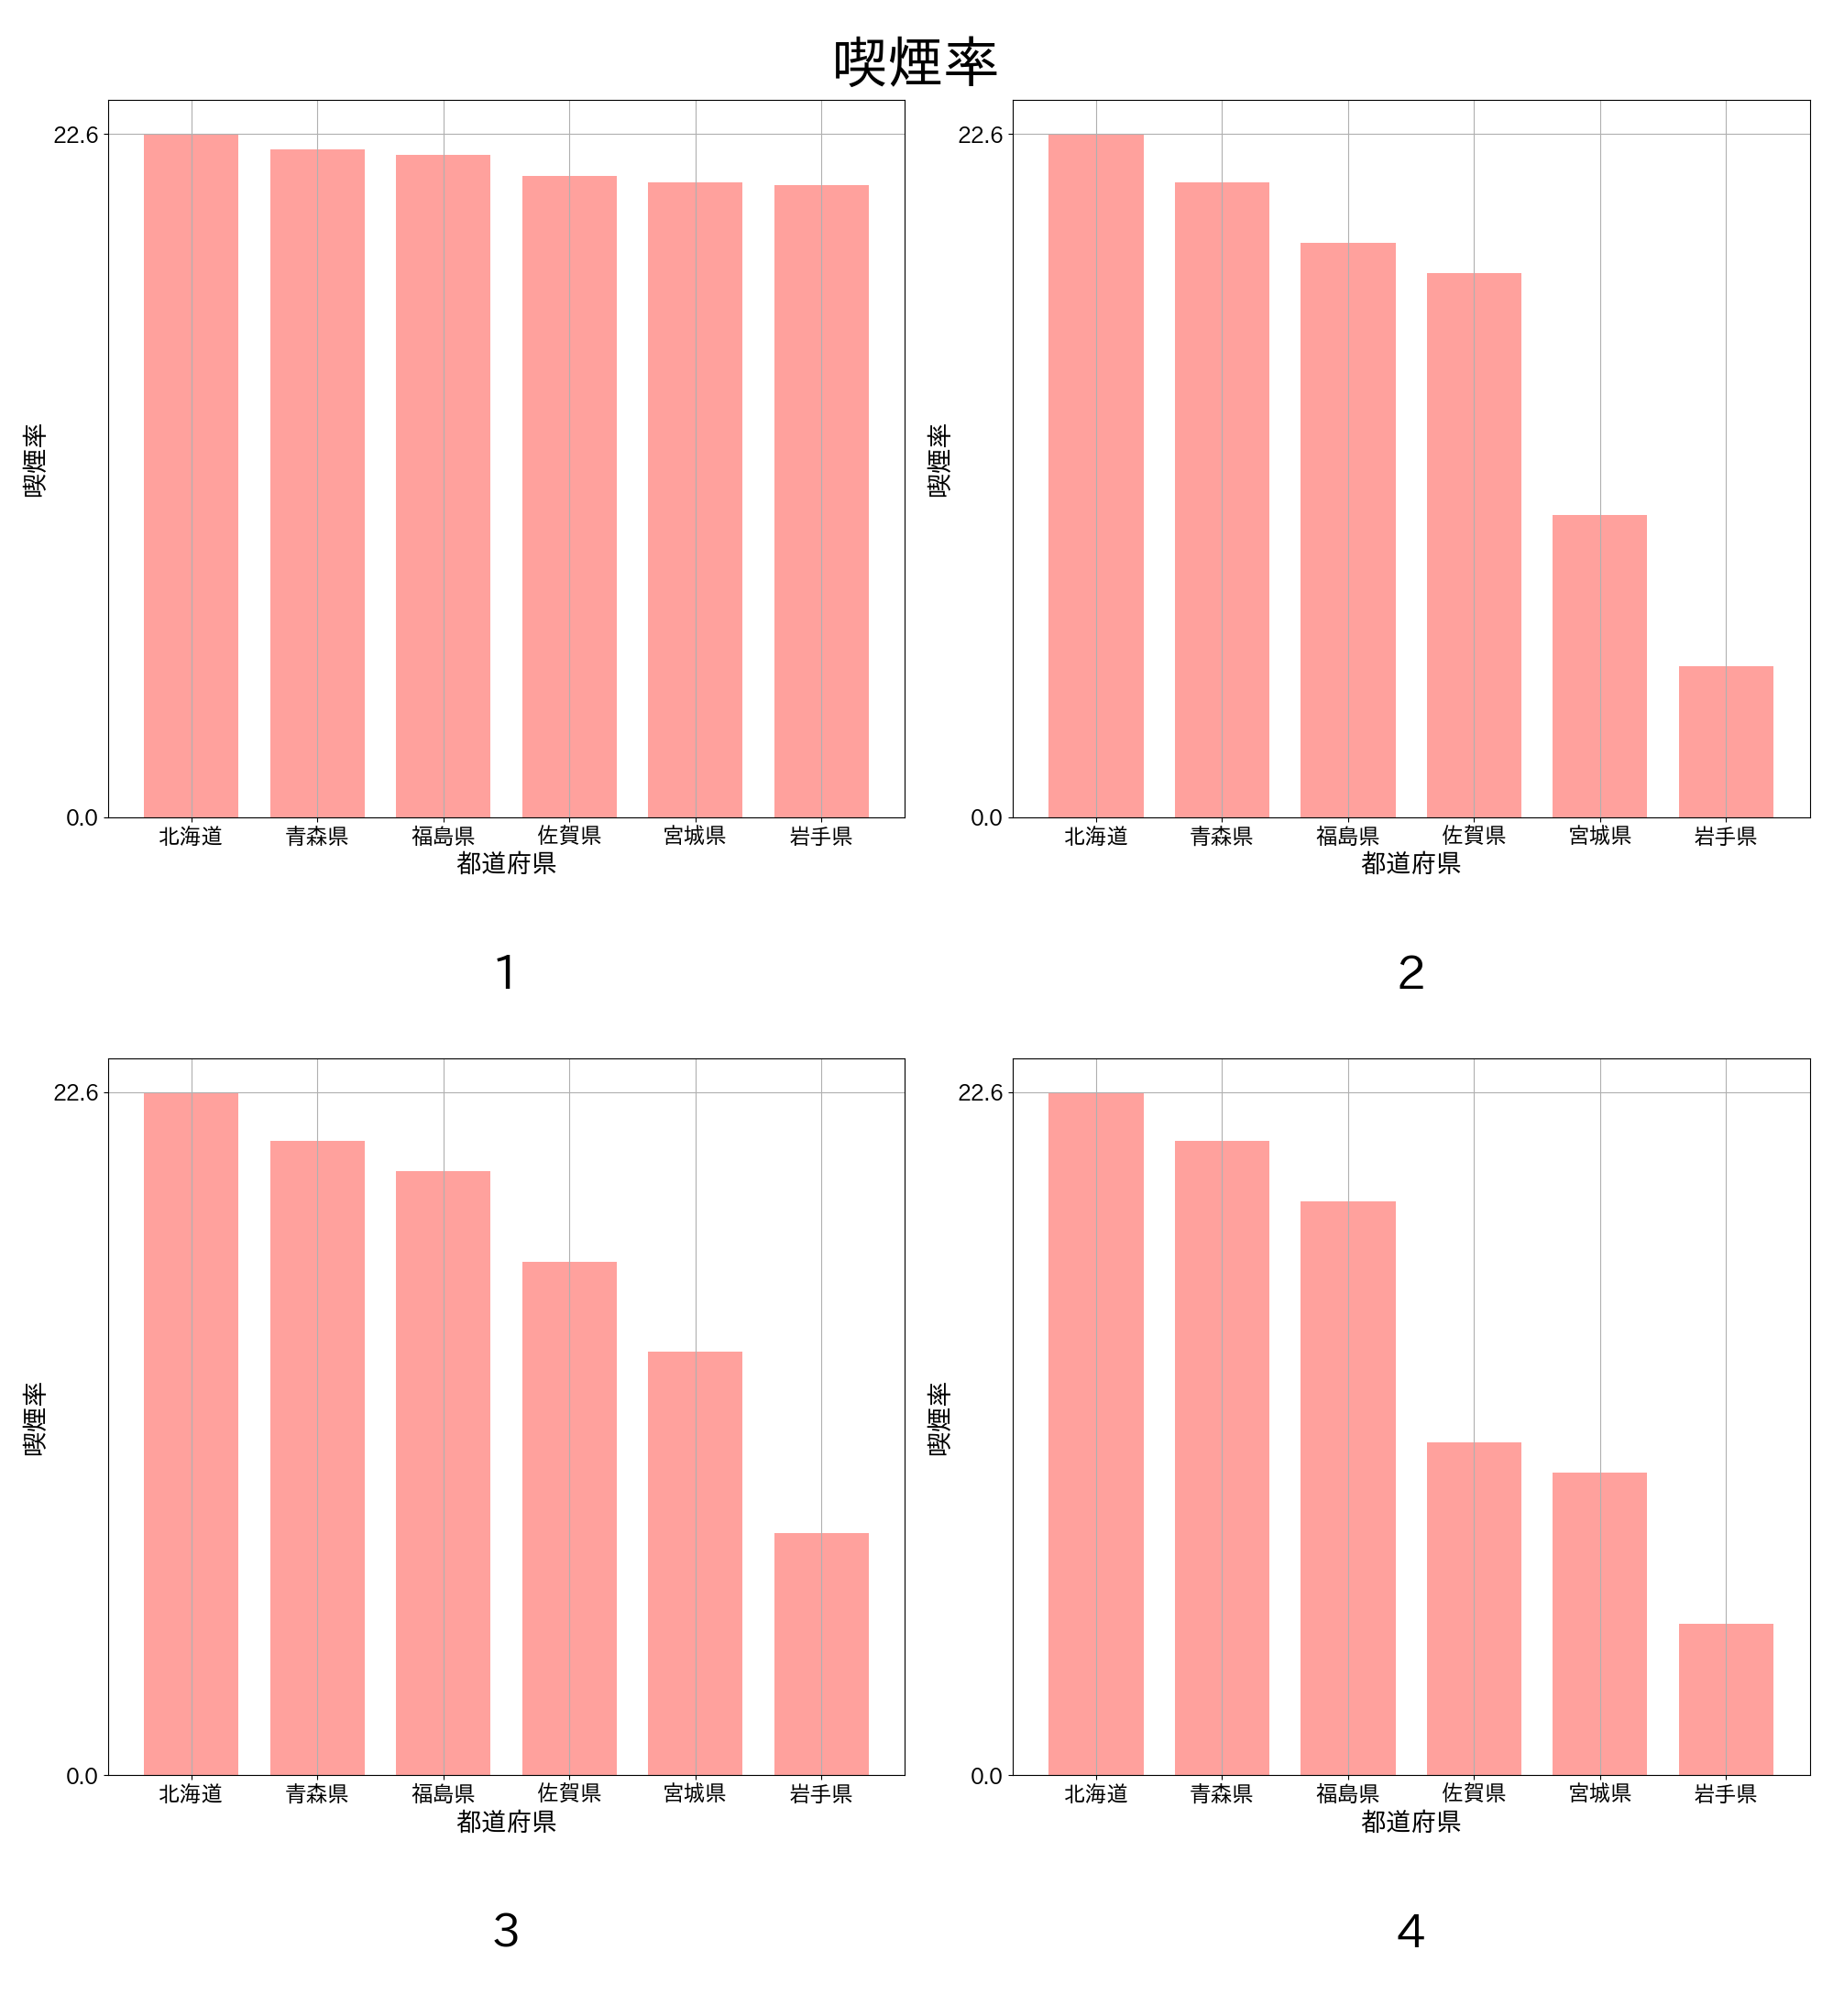 喫煙率
22.6
0.0
喫煙率
北海道 青森県 福島県 佐賀県 宮城県 岩手県
都道府県
1
22.6
0.0
喫煙率
北海道 青森県 福島県 佐賀県 宮城県 岩手県
都道府県
2
22.6
0.0
喫煙率
北海道 青森県 福島県 佐賀県 宮城県 岩手県
都道府県
3
22.6
0.0
喫煙率
北海道 青森県 福島県 佐賀県 宮城県 岩手県
都道府県
4